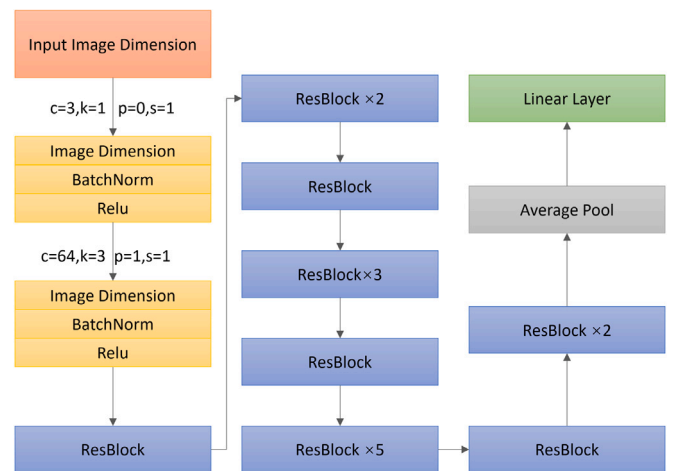 Input Image Dimension
c=3,k=1 p=0,s=1
Image Dimension
BatchNorm
Relu
c=64,k=3 p=1,s=1
Image Dimension
BatchNorm
Relu
ResBlock
ResBlock ×2
ResBlock
ResBlock×3
ResBlock
ResBlock ×5
ResBlock
ResBlock ×2
Average Pool
Linear Layer